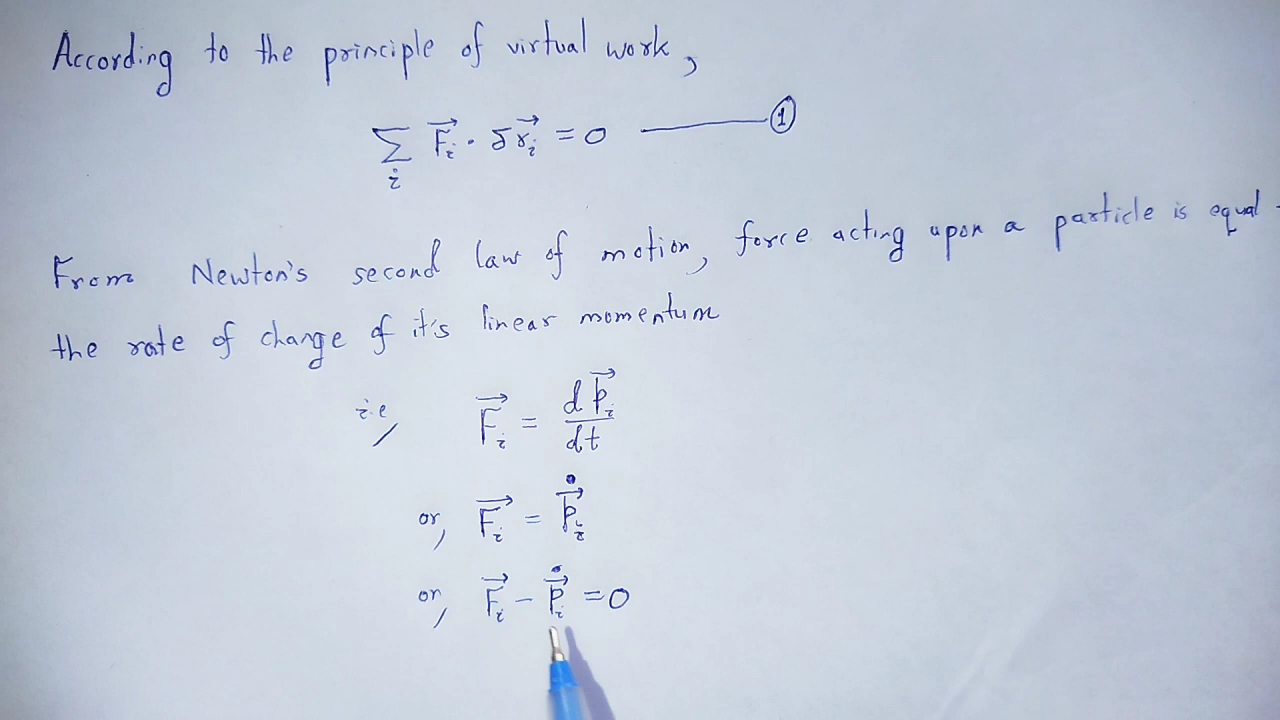 According to the principle of virtual work,
∑ᵢ F⃗ᵢ · δr⃗ᵢ = 0 ——— ①
From Newton's second law of motion, force acting upon a particle is equal
the rate of change of it's linear momentum
i.e, F⃗ᵢ = dp⃗ᵢ/dt
or, F⃗ᵢ = ṗ⃗ᵢ
or, F⃗ᵢ - ṗ⃗ᵢ = 0